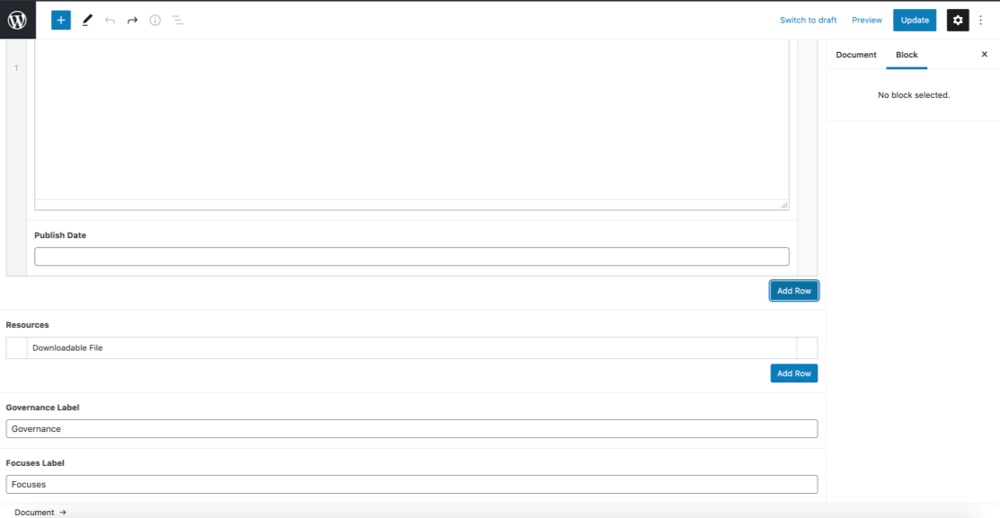 Switch to draft Preview Update
Document Block
1
No block selected.
Publish Date
Add Row
Resources
Downloadable File
Add Row
Governance Label
Governance
Focuses Label
Focuses
Document →